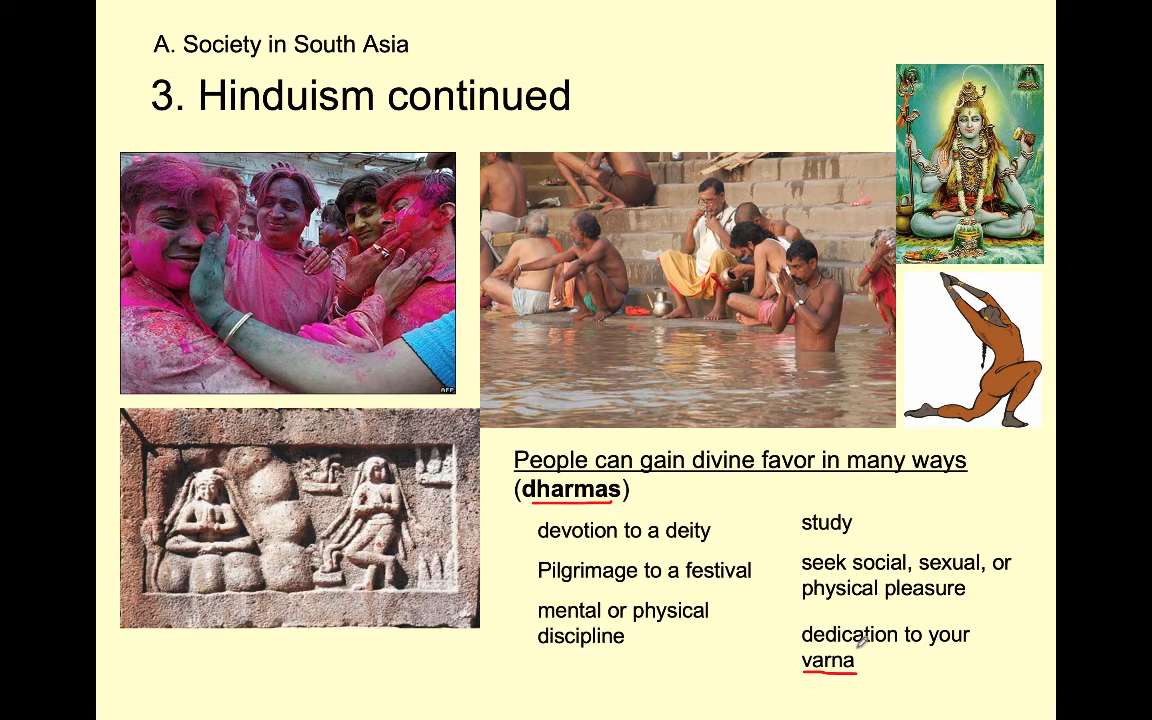 A. Society in South Asia
3. Hinduism continued
AFP
People can gain divine favor in many ways
(dharmas)
devotion to a deity
Pilgrimage to a festival
mental or physical
discipline
study
seek social, sexual, or
physical pleasure
dedication to your
varna